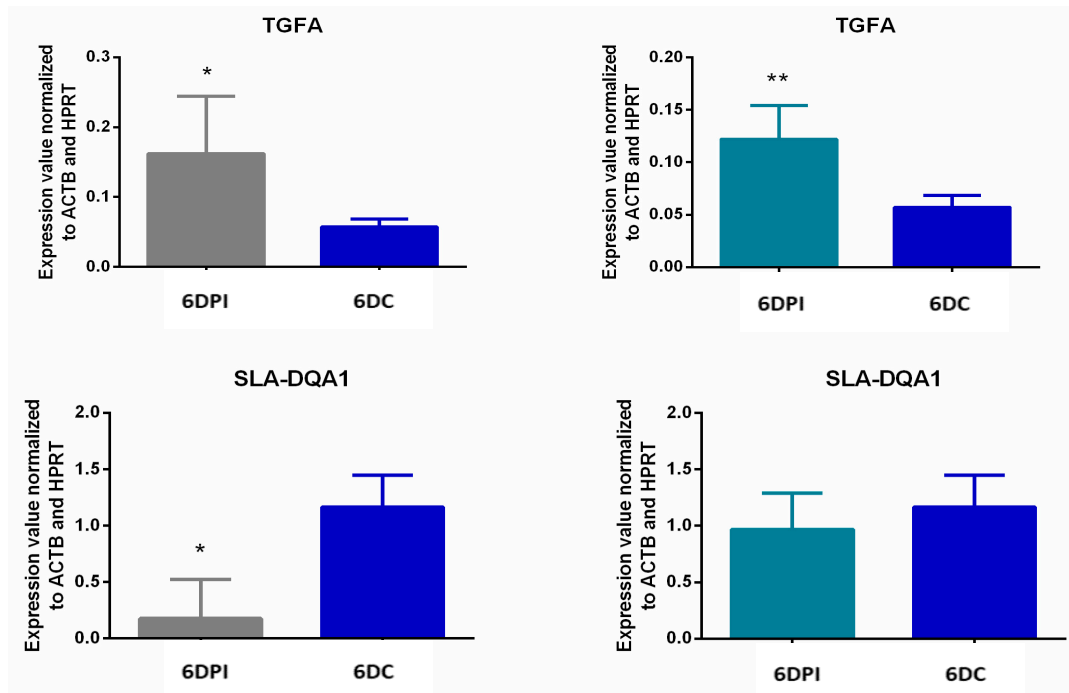 TGFA
Expression value normalized
to ACTB and HPRT
0.3
0.2
0.1
0.0
*
6DPI
6DC
TGFA
Expression value normalized
to ACTB and HPRT
0.20
0.15
0.10
0.05
0.00
**
6DPI
6DC
SLA-DQA1
Expression value normalized
to ACTB and HPRT
2.0
1.5
1.0
0.5
0.0
*
6DPI
6DC
SLA-DQA1
Expression value normalized
to ACTB and HPRT
2.0
1.5
1.0
0.5
0.0
6DPI
6DC